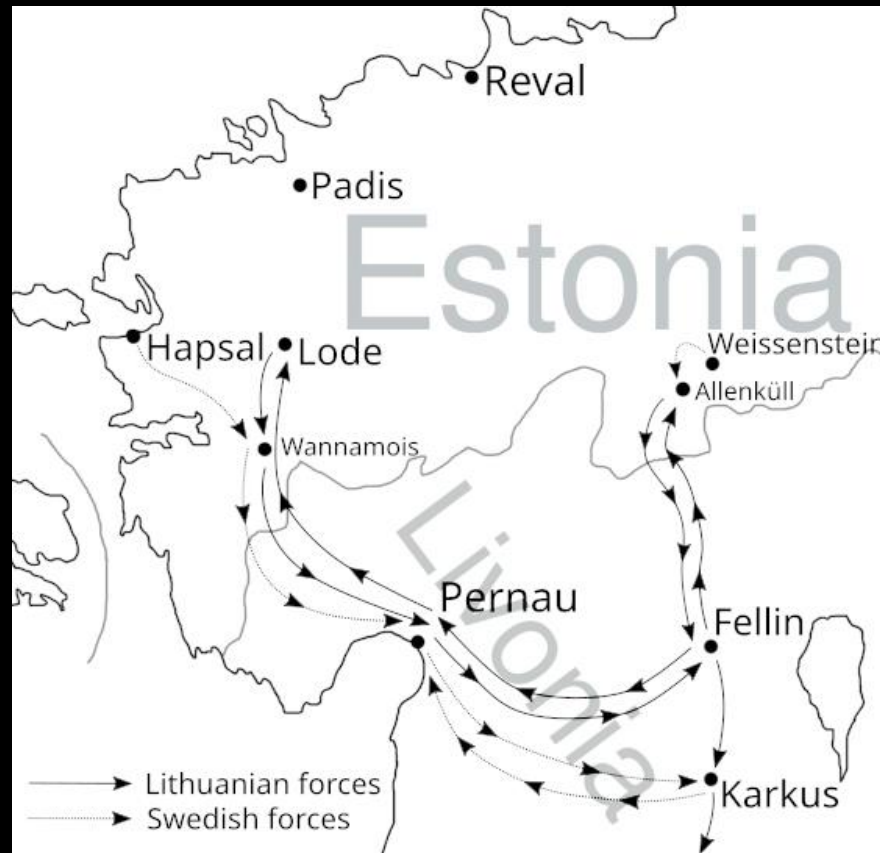 Reval
Padis
Estonia
Hapsal
Lode
Weissenstein
Allenküll
Wannamois
Livonia
Pernau
Fellin
Karkus
Lithuanian forces
Swedish forces